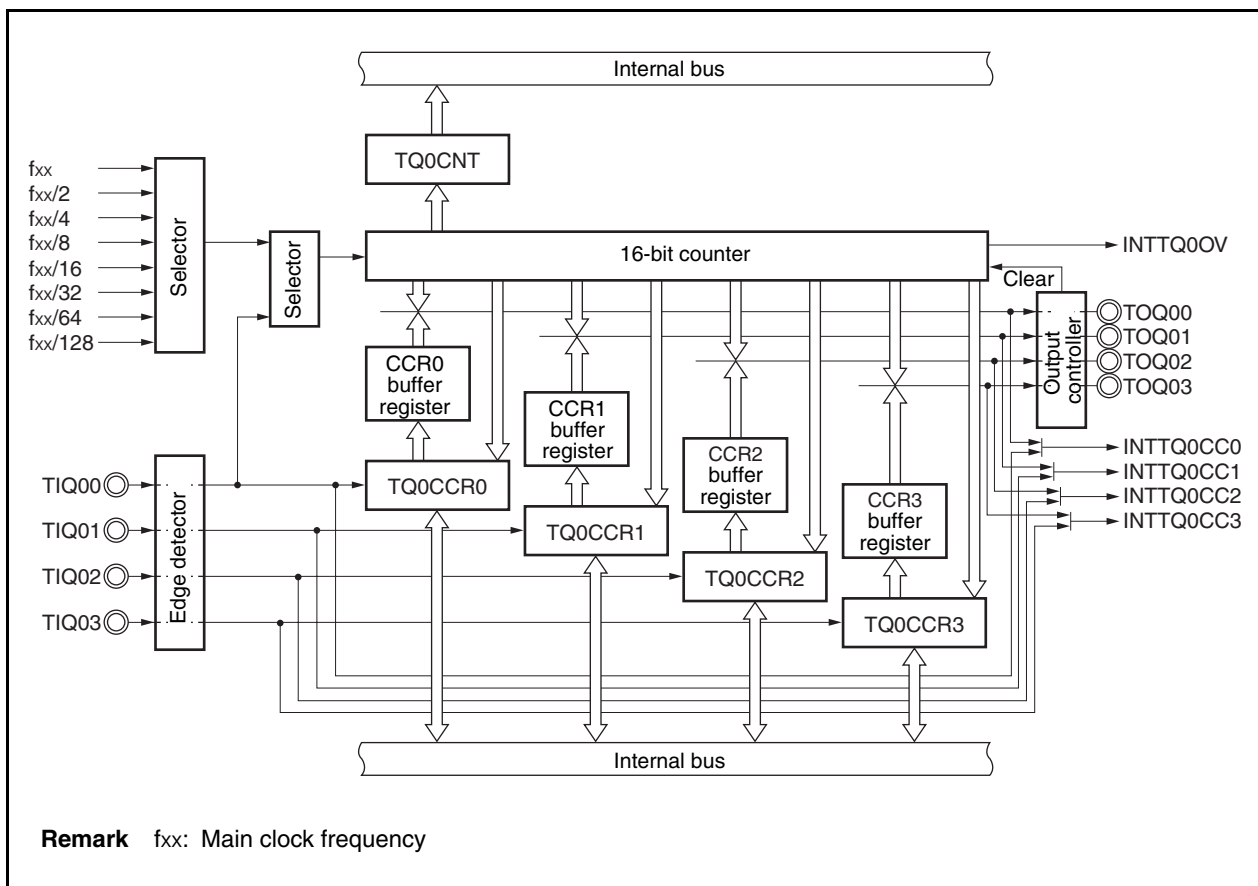 Internal bus
TQ0CNT
fxx
fxx/2
fxx/4
fxx/8
fxx/16
fxx/32
fxx/64
fxx/128
Selector
Selector
16-bit counter
INTTQ0OV
Clear
Output
controller
TOQ00
TOQ01
TOQ02
TOQ03
CCR0
buffer
register
CCR1
buffer
register
CCR2
buffer
register
CCR3
buffer
register
INTTQ0CC0
INTTQ0CC1
INTTQ0CC2
INTTQ0CC3
TIQ00
TIQ01
TIQ02
TIQ03
Edge detector
TQ0CCR0
TQ0CCR1
TQ0CCR2
TQ0CCR3
Internal bus
Remark fxx: Main clock frequency